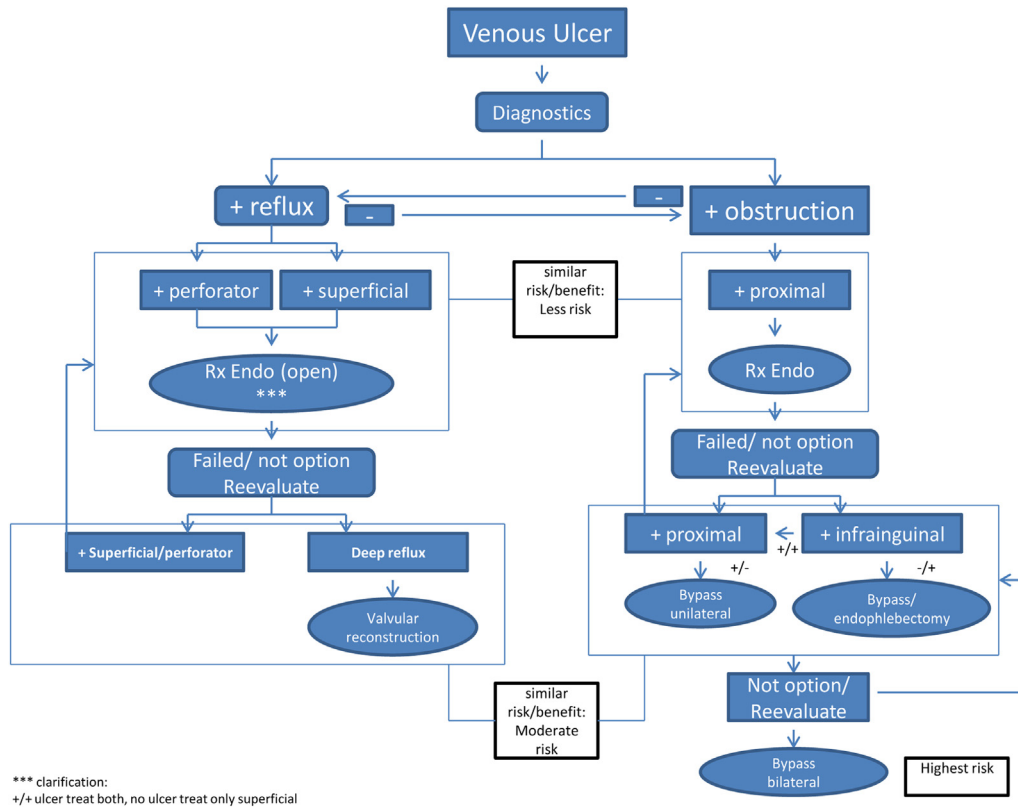 Venous Ulcer
Diagnostics
+ reflux
-
-
+ obstruction
+ perforator
+ superficial
similar
risk/benefit:
Less risk
+ proximal
Rx Endo (open)
***
Rx Endo
Failed/ not option
Reevaluate
Failed/ not option
Reevaluate
+ Superficial/perforator
Deep reflux
+ proximal
+/+
+ infrainguinal
+/-
-/+
Valvular
reconstruction
Bypass
unilateral
Bypass/
endophlebectomy
similar
risk/benefit:
Moderate
risk
Not option/
Reevaluate
Bypass
bilateral
Highest risk
*** clarification:
+/+ ulcer treat both, no ulcer treat only superficial